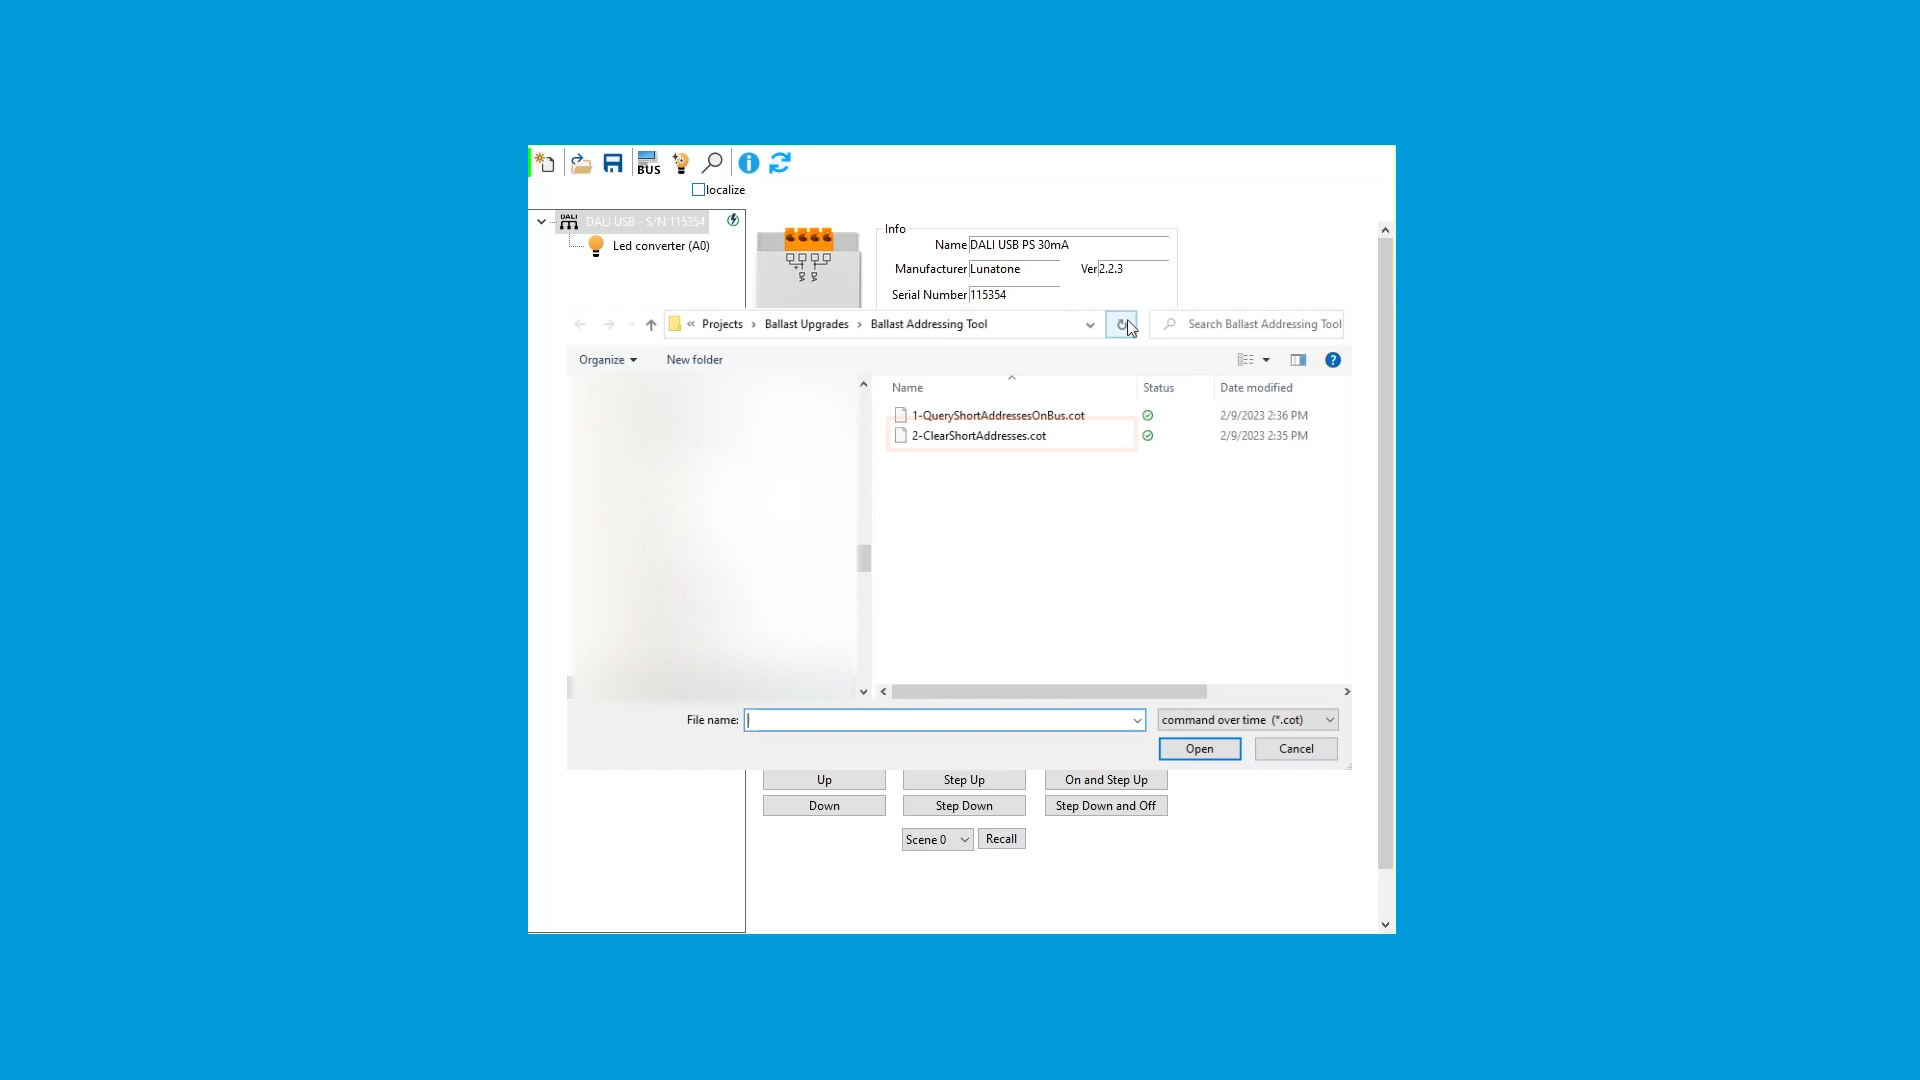 BUS
localize
DALI
DALI USB - S/N 115354
Led converter (A0)
DA DA
Info
Name DALI USB PS 30mA
Manufacturer Lunatone Ver 2.2.3
Serial Number 115354
« Projects > Ballast Upgrades > Ballast Addressing Tool
Search Ballast Addressing Tool
Organize New folder
Name Status Date modified
1-QueryShortAddressesOnBus.cot 2/9/2023 2:36 PM
2-ClearShortAddresses.cot 2/9/2023 2:35 PM
File name: command over time (*.cot)
Open Cancel
Up Step Up On and Step Up
Down Step Down Step Down and Off
Scene 0 Recall